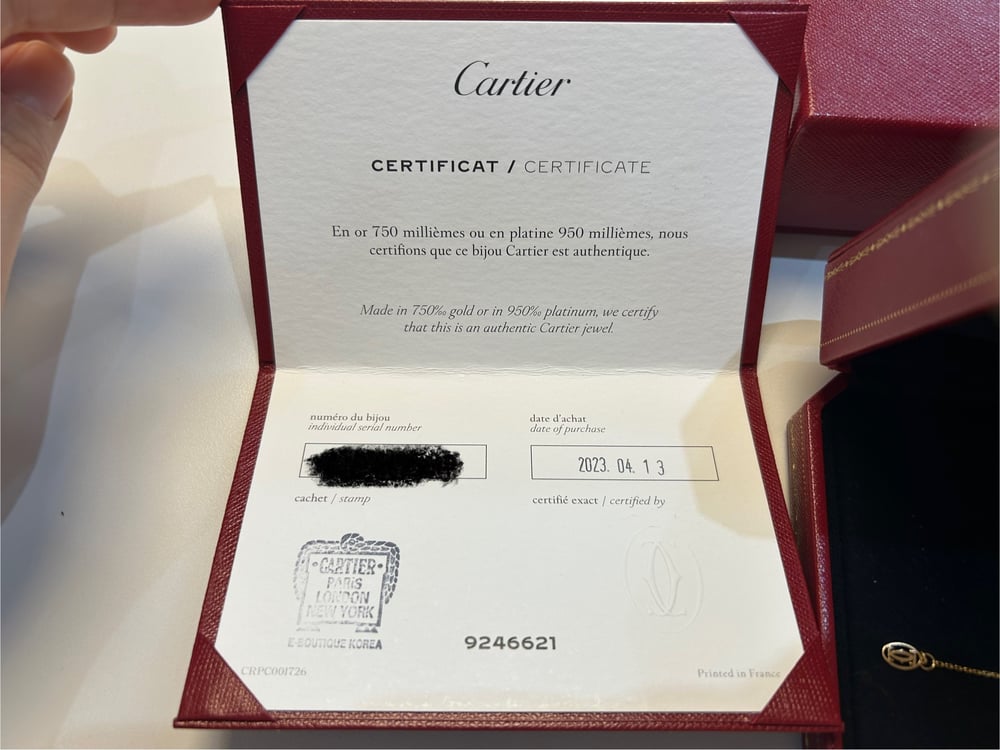 Cartier
CERTIFICAT / CERTIFICATE
En or 750 millièmes ou en platine 950 millièmes, nous
certifions que ce bijou Cartier est authentique.
Made in 750‰ gold or in 950‰ platinum, we certify
that this is an authentic Cartier jewel.
numéro du bijou
individual serial number
date d'achat
date of purchase
2023. 04. 13
cachet / stamp
certifié exact / certified by
CARTIER
PARIS
LONDON
NEW YORK
E-BOUTIQUE KOREA
9246621
CRPC001726
Printed in France